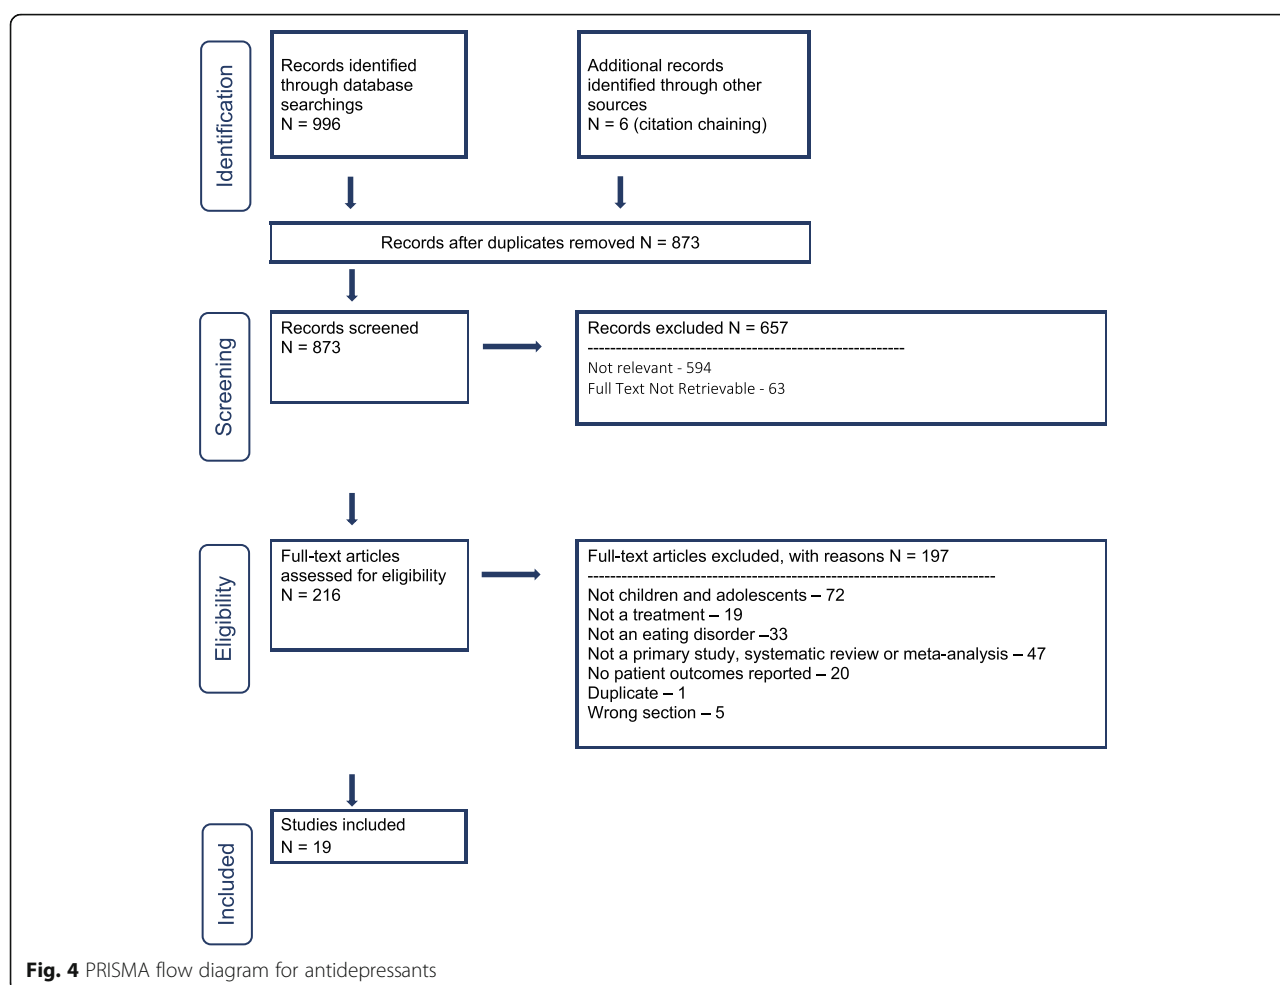 Identification
Records identified
through database
searchings
N = 996
Additional records
identified through other
sources
N = 6 (citation chaining)
Records after duplicates removed N = 873
Screening
Records screened
N = 873
Records excluded N = 657
--------------------------------------------------------
Not relevant - 594
Full Text Not Retrievable - 63
Eligibility
Full-text articles
assessed for eligibility
N = 216
Full-text articles excluded, with reasons N = 197
------------------------------------------------------------------------
Not children and adolescents – 72
Not a treatment – 19
Not an eating disorder –33
Not a primary study, systematic review or meta-analysis – 47
No patient outcomes reported – 20
Duplicate – 1
Wrong section – 5
Included
Studies included
N = 19
Fig. 4 PRISMA flow diagram for antidepressants